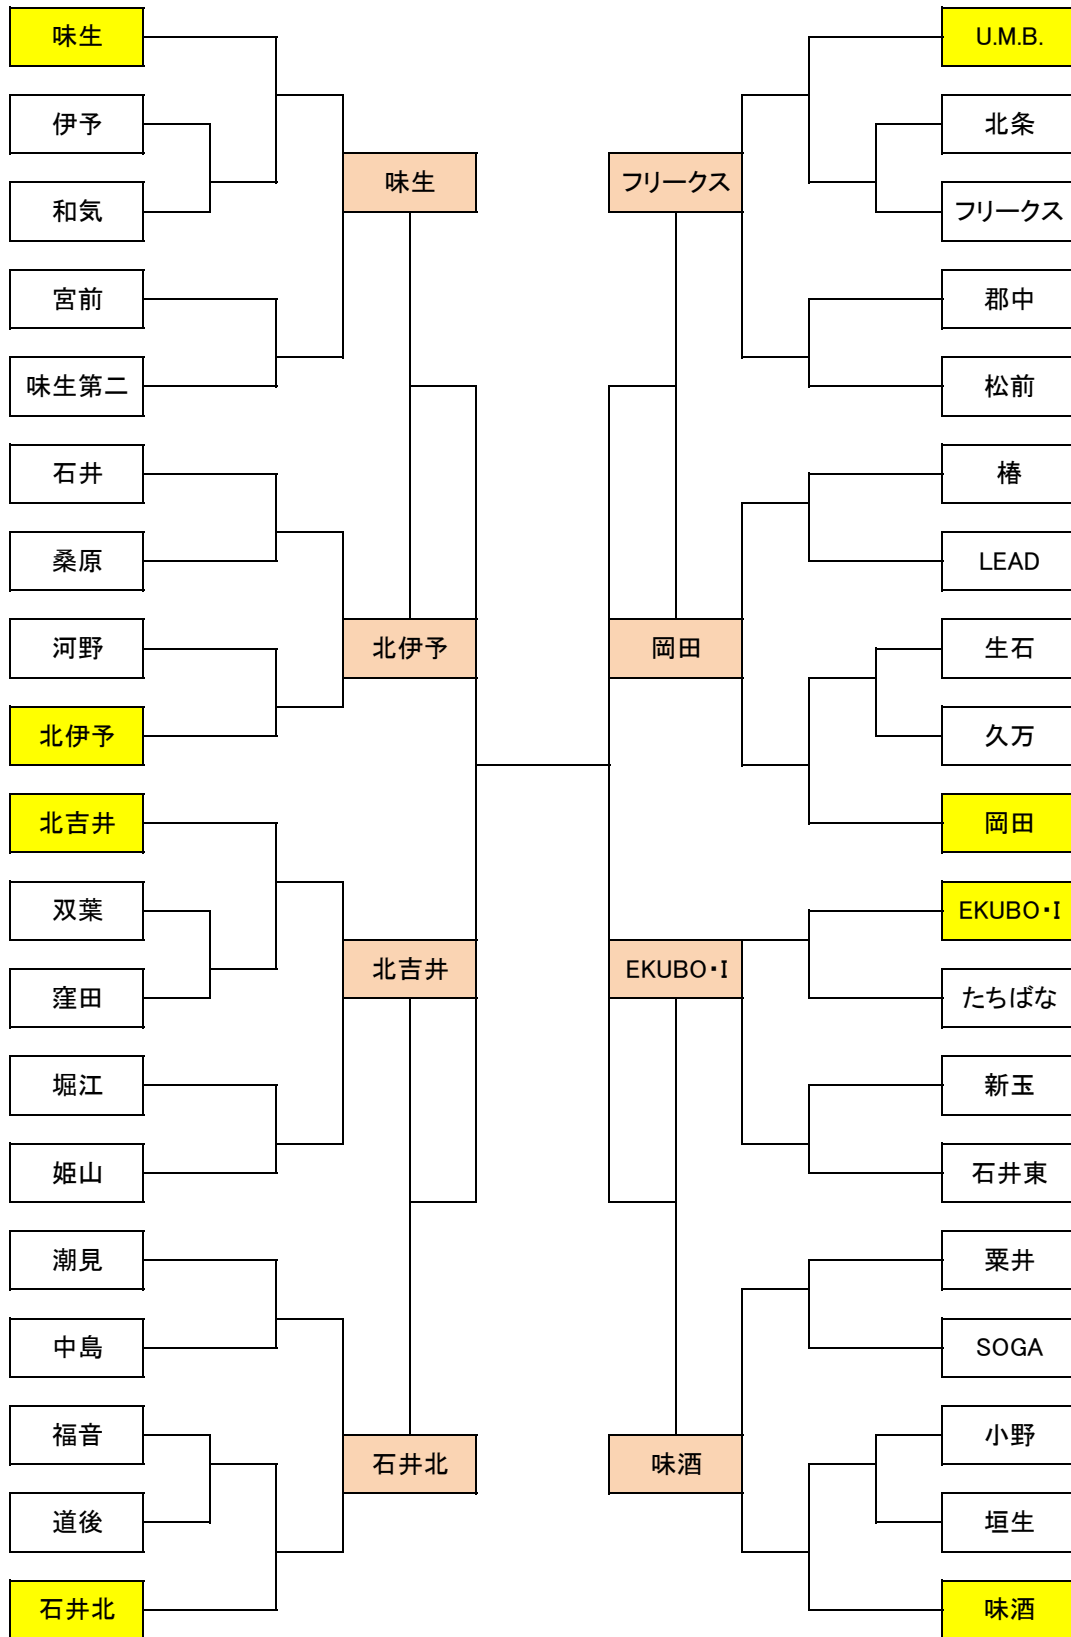 味生
伊予
和気
宮前
味生第二
石井
桑原
河野
北伊予
北吉井
双葉
窪田
堀江
姫山
潮見
中島
福音
道後
石井北
味生
北伊予
北吉井
石井北
フリークス
岡田
EKUBO・I
味酒
U.M.B.
北条
フリークス
郡中
松前
椿
LEAD
生石
久万
岡田
EKUBO・I
たちばな
新玉
石井東
粟井
SOGA
小野
垣生
味酒